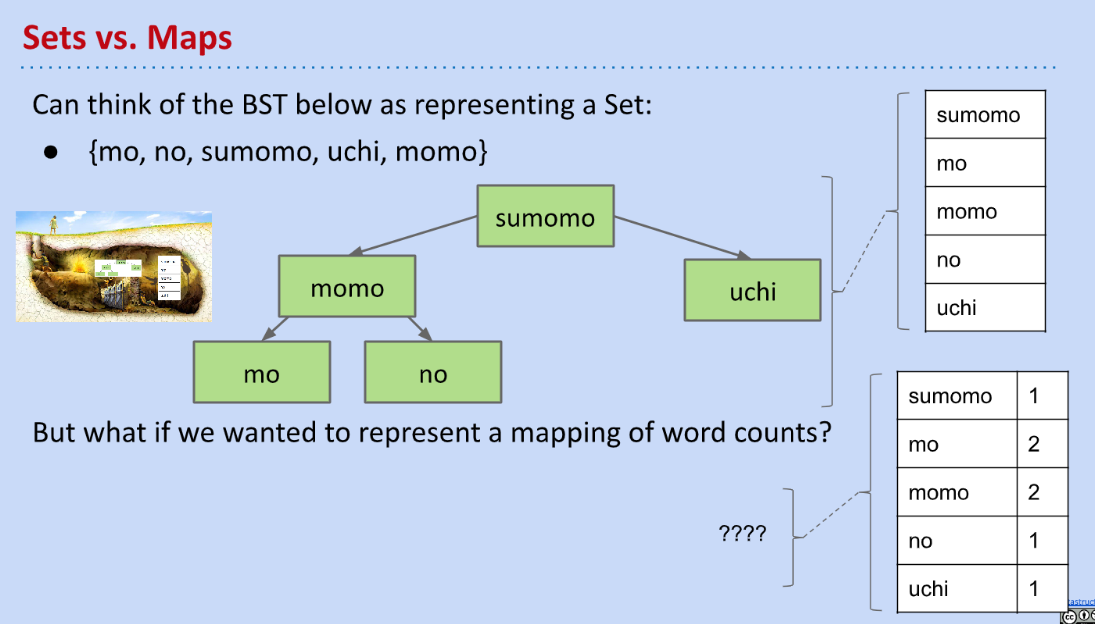 Sets vs. Maps
Can think of the BST below as representing a Set:
● {mo, no, sumomo, uchi, momo}
sumomo
momo
uchi
mo
no
sumomo
mo
momo
no
uchi
But what if we wanted to represent a mapping of word counts?
????
sumomo 1
mo 2
momo 2
no 1
uchi 1